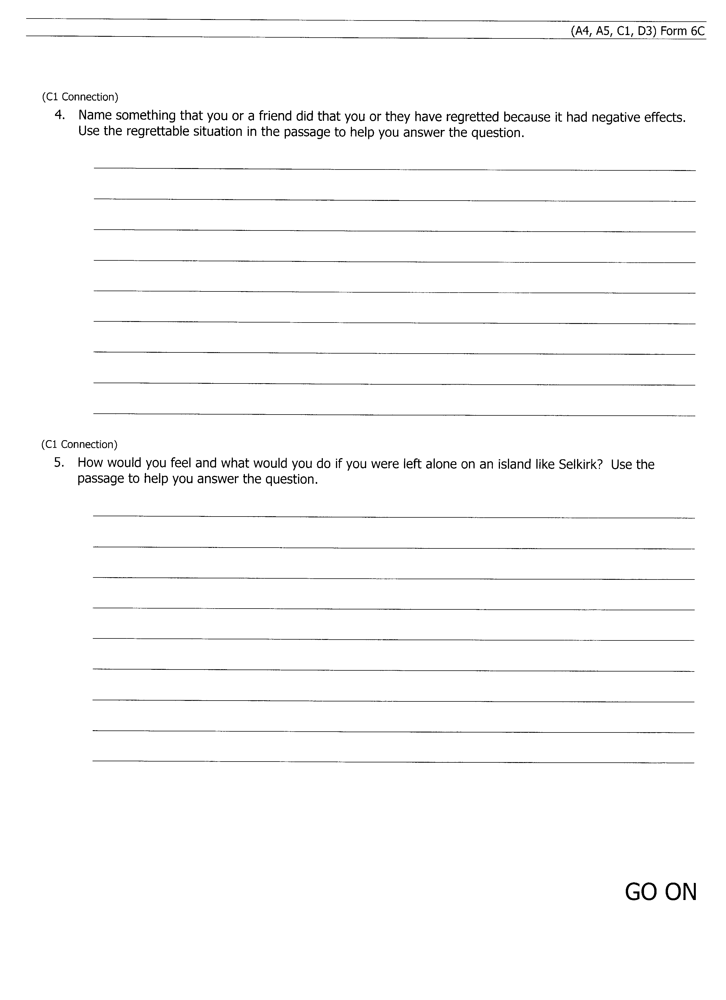 (A4, A5, C1, D3) Form 6C
(C1 Connection)
4. Name something that you or a friend did that you or they have regretted because it had negative effects.
Use the regrettable situation in the passage to help you answer the question.
(C1 Connection)
5. How would you feel and what would you do if you were left alone on an island like Selkirk? Use the
passage to help you answer the question.
GO ON